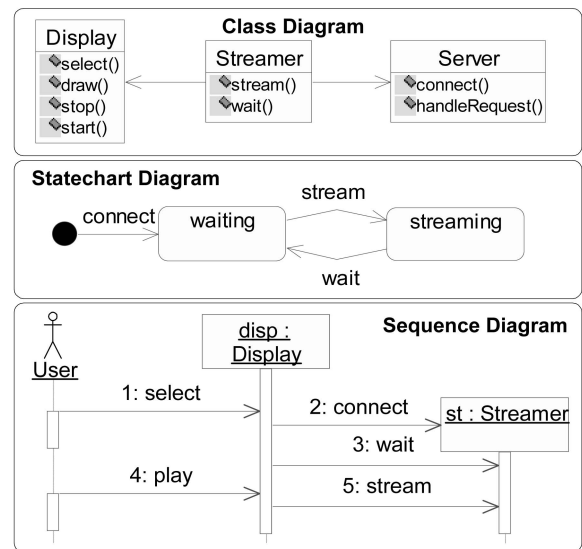 Class Diagram
Display
select()
draw()
stop()
start()
Streamer
stream()
wait()
Server
connect()
handleRequest()
Statechart Diagram
connect
waiting
stream
streaming
wait
Sequence Diagram
User
disp :
Display
1: select
2: connect
st : Streamer
3: wait
4: play
5: stream